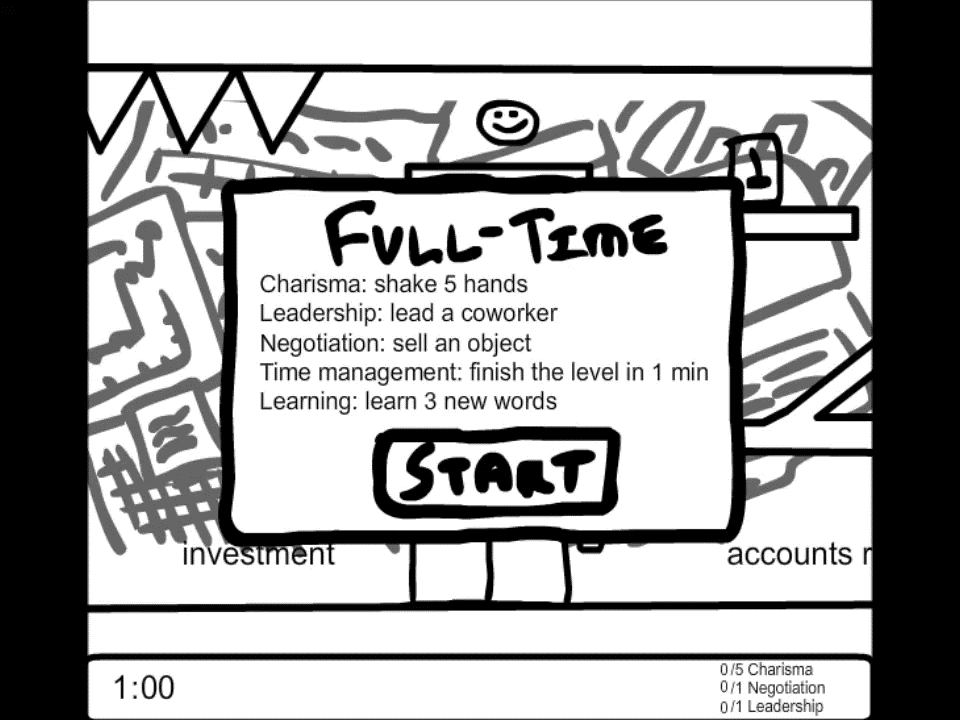 1
FULL-TIME
Charisma: shake 5 hands
Leadership: lead a coworker
Negotiation: sell an object
Time management: finish the level in 1 min
Learning: learn 3 new words
START
investment
accounts r
1:00
0/5 Charisma
0/1 Negotiation
0/1 Leadership